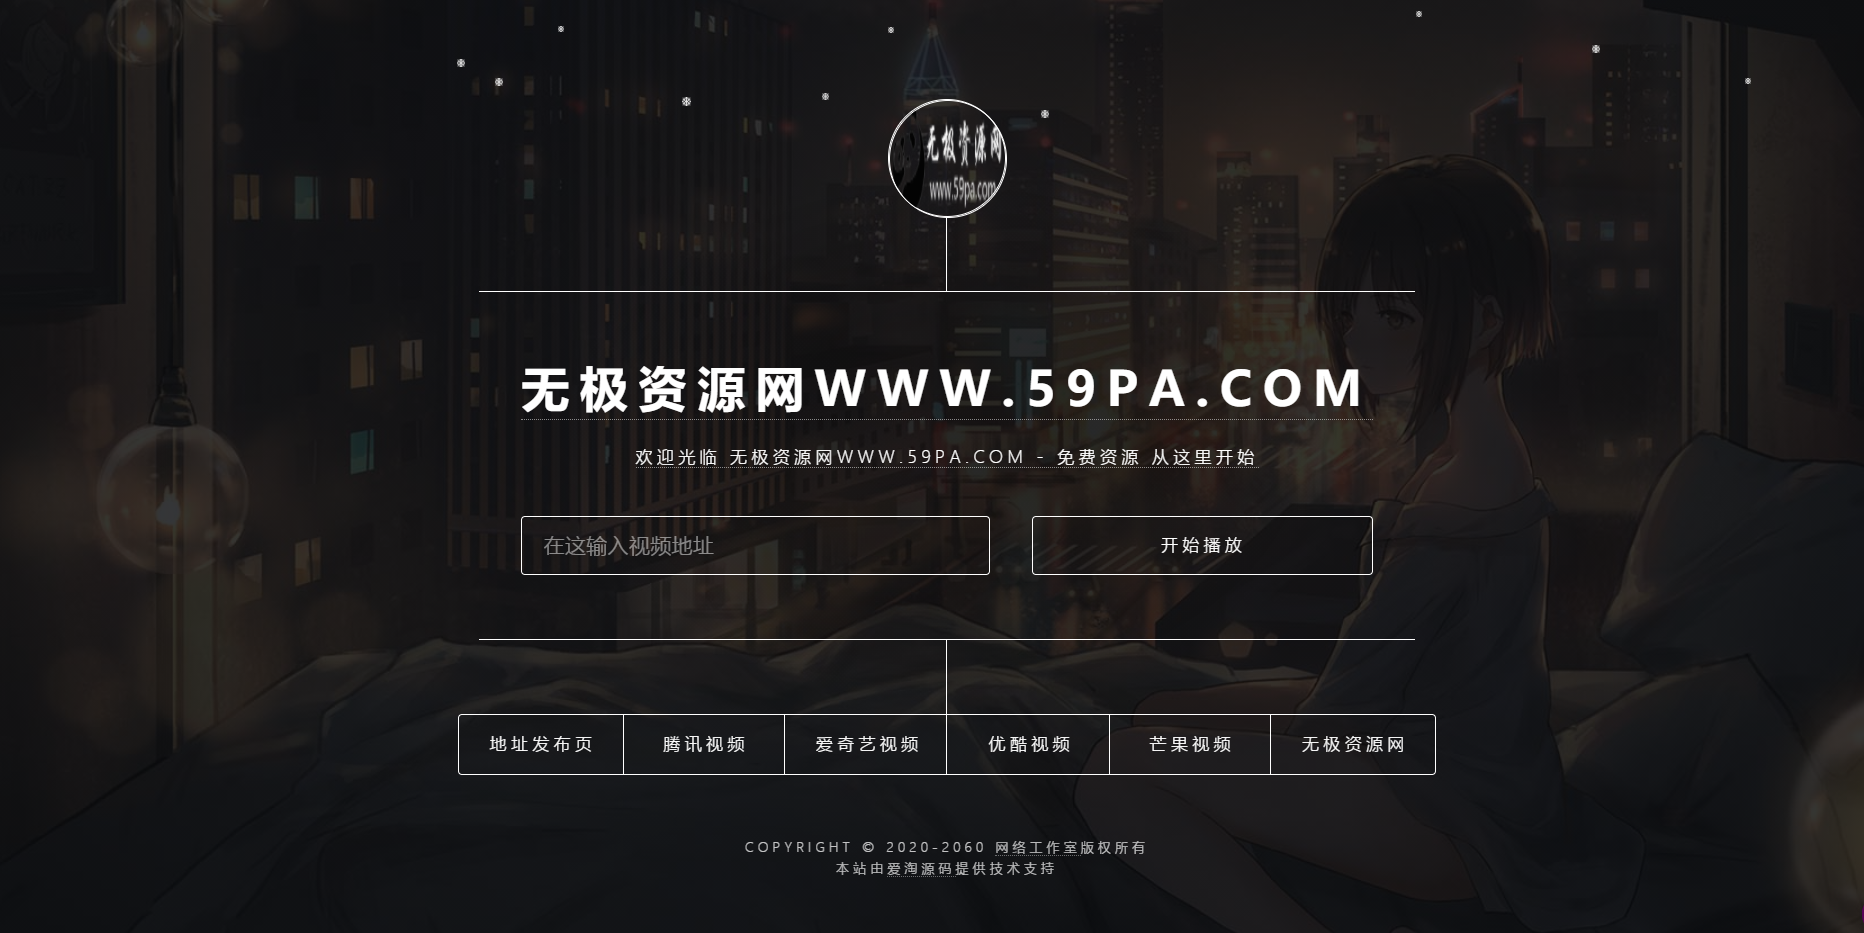 无极资源网
www.59pa.com
无极资源网WWW.59PA.COM
欢迎光临 无极资源网WWW.59PA.COM - 免费资源 从这里开始
在这输入视频地址
开始播放
地址发布页
腾讯视频
爱奇艺视频
优酷视频
芒果视频
无极资源网
COPYRIGHT © 2020-2060 网络工作室版权所有
本站由爱淘源码提供技术支持